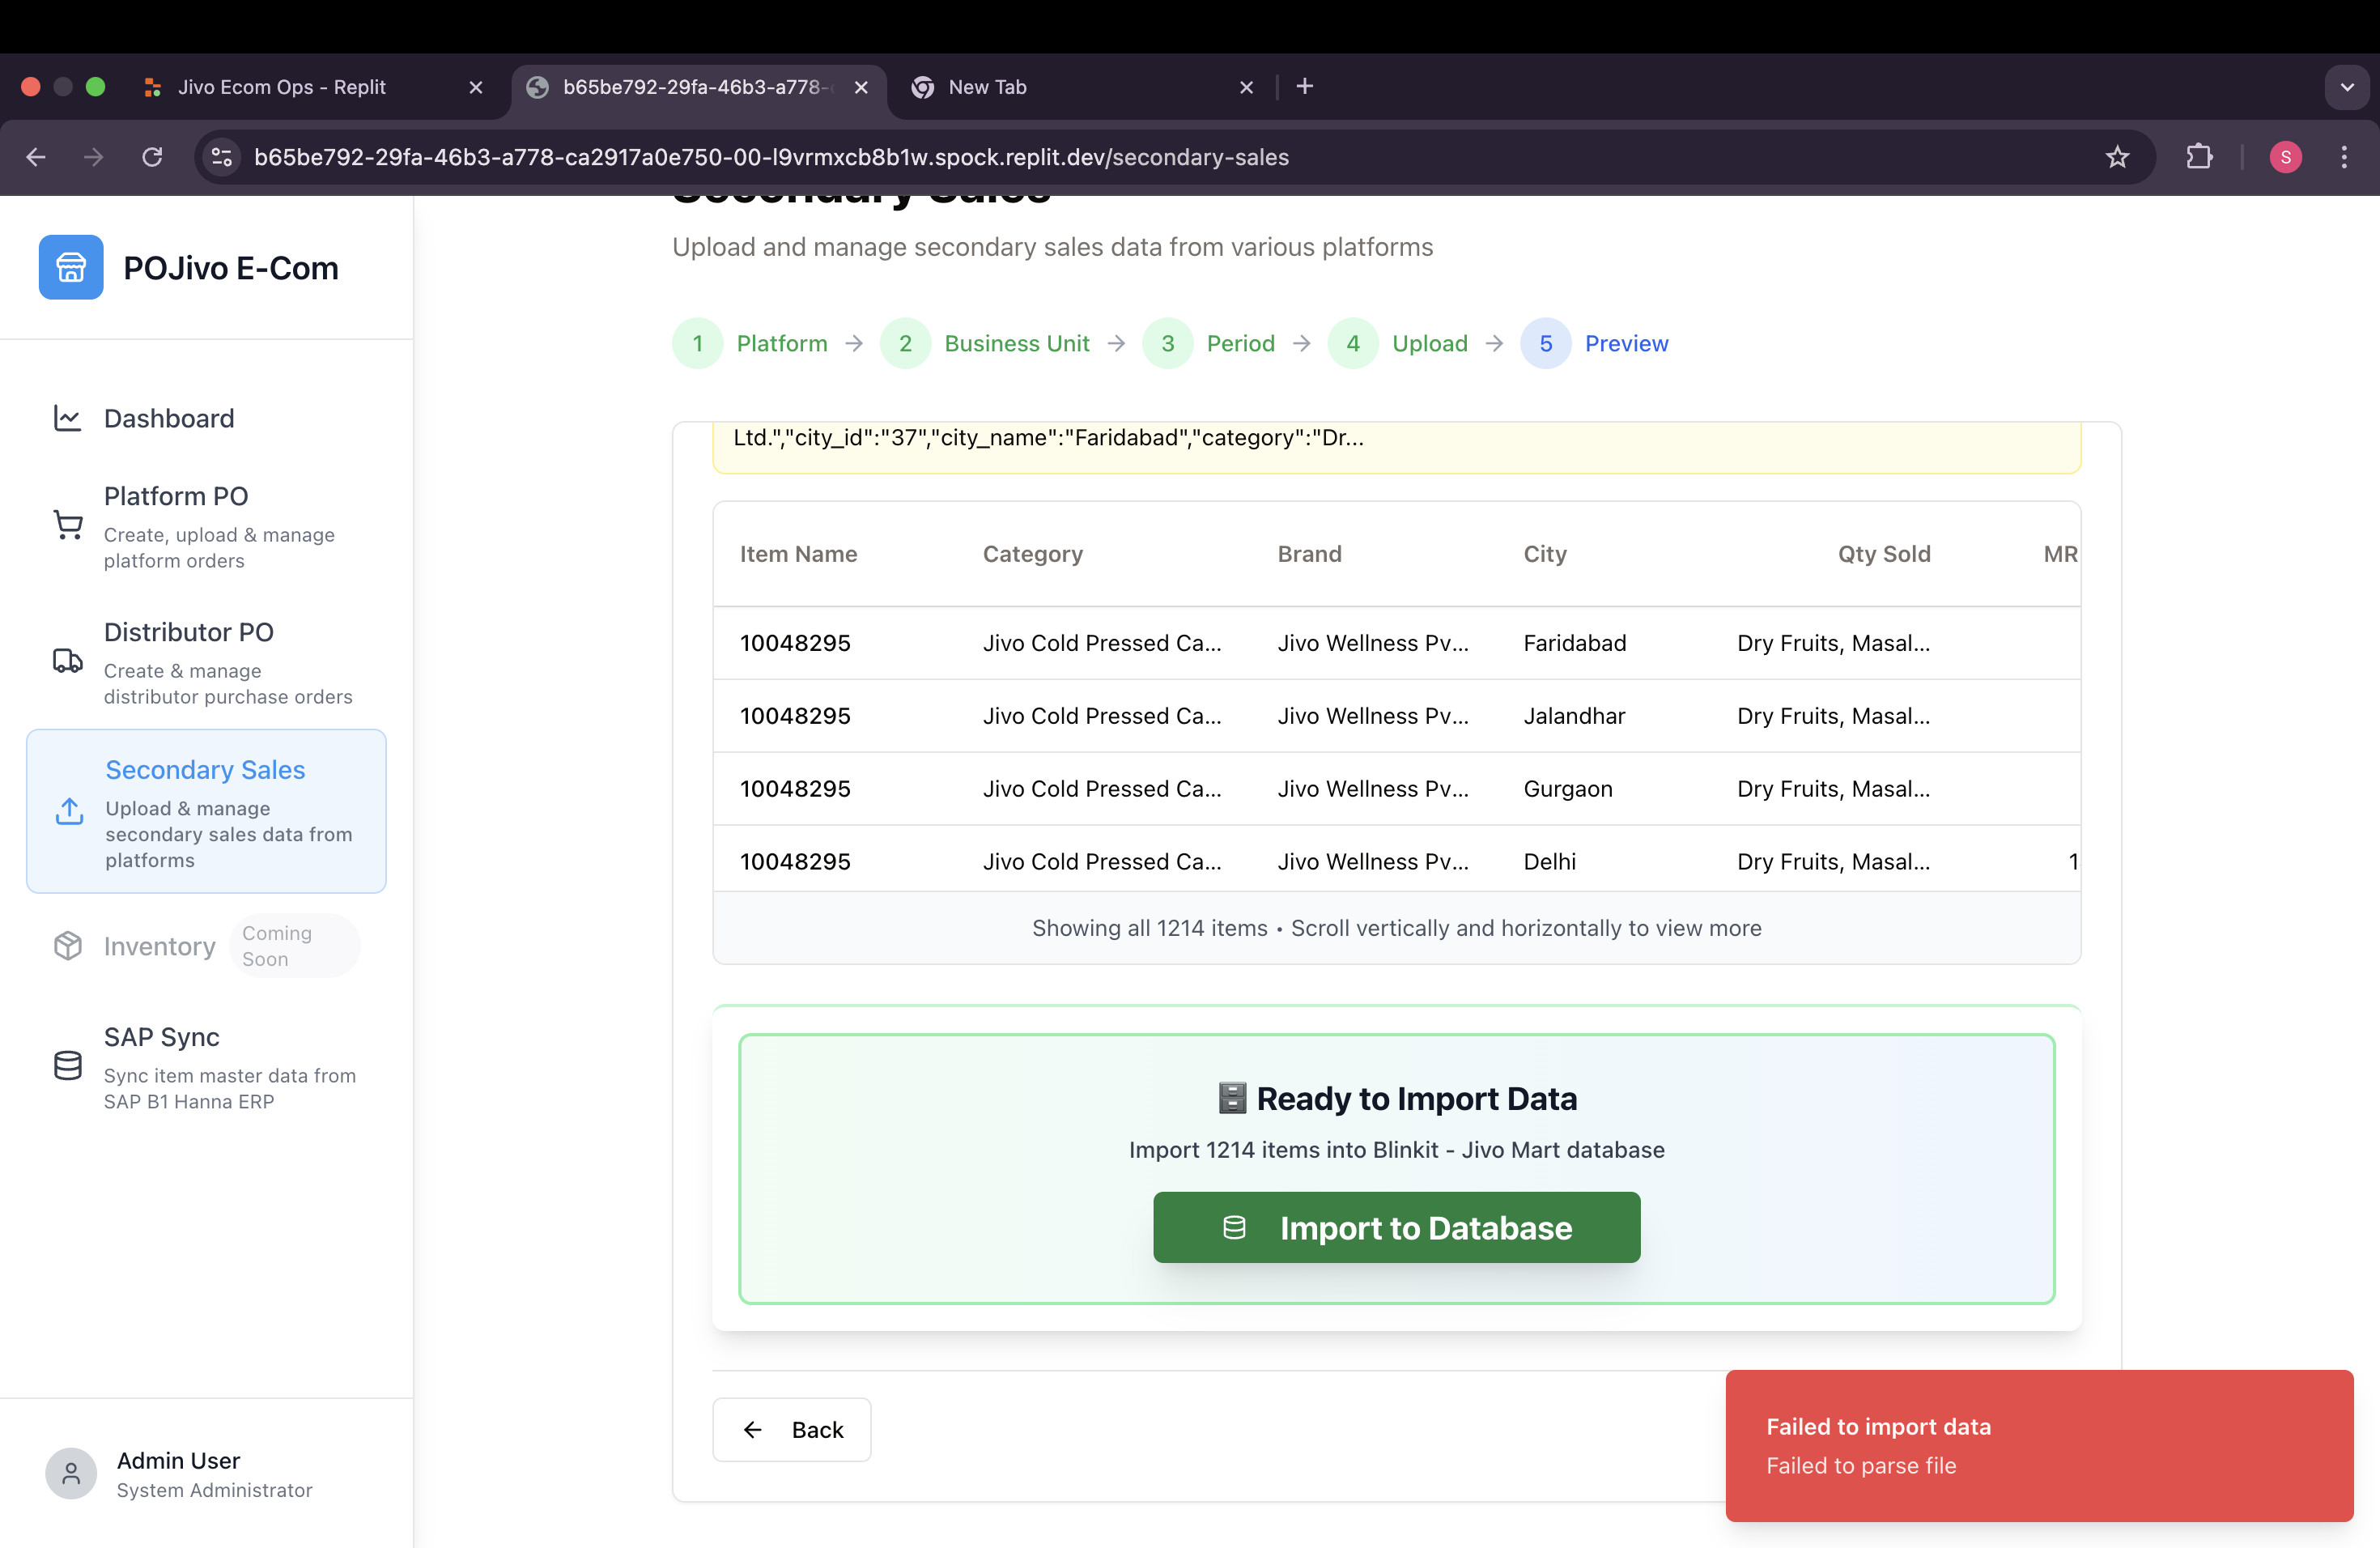 Jivo Ecom Ops - Replit
b65be792-29fa-46b3-a778-
New Tab
b65be792-29fa-46b3-a778-ca2917a0e750-00-l9vrmxcb8b1w.spock.replit.dev/secondary-sales
S
POJivo E-Com
Dashboard
Platform PO
Create, upload & manage
platform orders
Distributor PO
Create & manage
distributor purchase orders
Secondary Sales
Upload & manage
secondary sales data from
platforms
Inventory
Coming
Soon
SAP Sync
Sync item master data from
SAP B1 Hanna ERP
Admin User
System Administrator
Secondary Sales
Upload and manage secondary sales data from various platforms
1 Platform → 2 Business Unit → 3 Period → 4 Upload → 5 Preview
Ltd.","city_id":"37","city_name":"Faridabad","category":"Dr...
Item Name Category Brand City Qty Sold MR
10048295 Jivo Cold Pressed Ca... Jivo Wellness Pv... Faridabad Dry Fruits, Masal...
10048295 Jivo Cold Pressed Ca... Jivo Wellness Pv... Jalandhar Dry Fruits, Masal...
10048295 Jivo Cold Pressed Ca... Jivo Wellness Pv... Gurgaon Dry Fruits, Masal...
10048295 Jivo Cold Pressed Ca... Jivo Wellness Pv... Delhi Dry Fruits, Masal... 1
Showing all 1214 items • Scroll vertically and horizontally to view more
🗄️ Ready to Import Data
Import 1214 items into Blinkit - Jivo Mart database
Import to Database
Back
Failed to import data
Failed to parse file